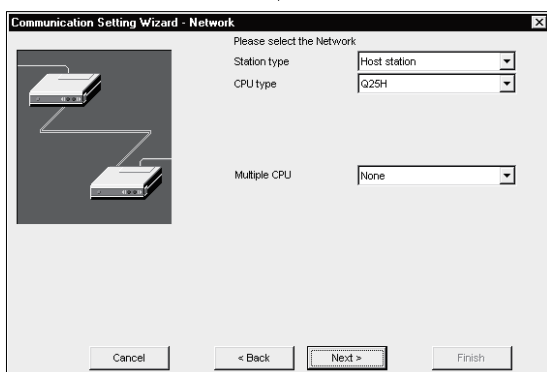 Communication Setting Wizard - Network
Please select the Network
Station type Host station
CPU type Q25H
Multiple CPU None
Cancel < Back Next > Finish